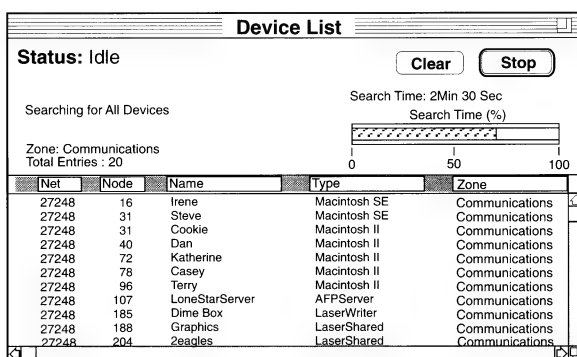 Device List
Status: Idle
Clear Stop
Search Time: 2Min 30 Sec
Searching for All Devices
Search Time (%)
Zone: Communications
Total Entries : 20
0 50 100
Net Node Name Type Zone
27248 16 Irene Macintosh SE Communications
27248 31 Steve Macintosh SE Communications
27248 31 Cookie Macintosh II Communications
27248 40 Dan Macintosh II Communications
27248 72 Katherine Macintosh II Communications
27248 78 Casey Macintosh II Communications
27248 96 Terry Macintosh II Communications
27248 107 LoneStarServer AFPServer Communications
27248 185 Dime Box LaserWriter Communications
27248 188 Graphics LaserShared Communications
27248 204 2eagles LaserShared Communications